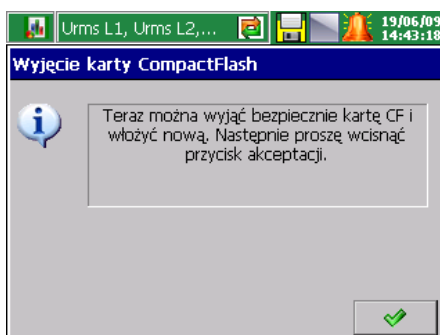 Urms L1, Urms L2,...
19/06/09
14:43:18
Wyjęcie karty CompactFlash
Teraz można wyjąć bezpiecznie kartę CF i
włożyć nową. Następnie proszę wcisnąć
przycisk akceptacji.